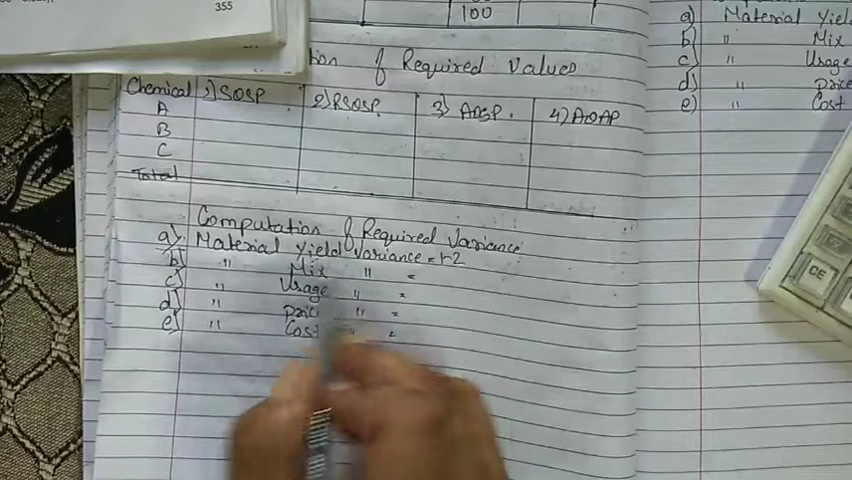 355
100
a) Material Yield
b) " Mix
c) " Usage
d) " price
e) " Cost
of Required Values
Chemical 1) SQSP 2) RSQSP 3) AQSP. 4) AQAP
A
B
C
Total
Computation of Required Variance
a) Material Yield Variance = 1-2
b) " Mix " =
c) " Usage " =
d) " price " =
e) " Cost " =
CE